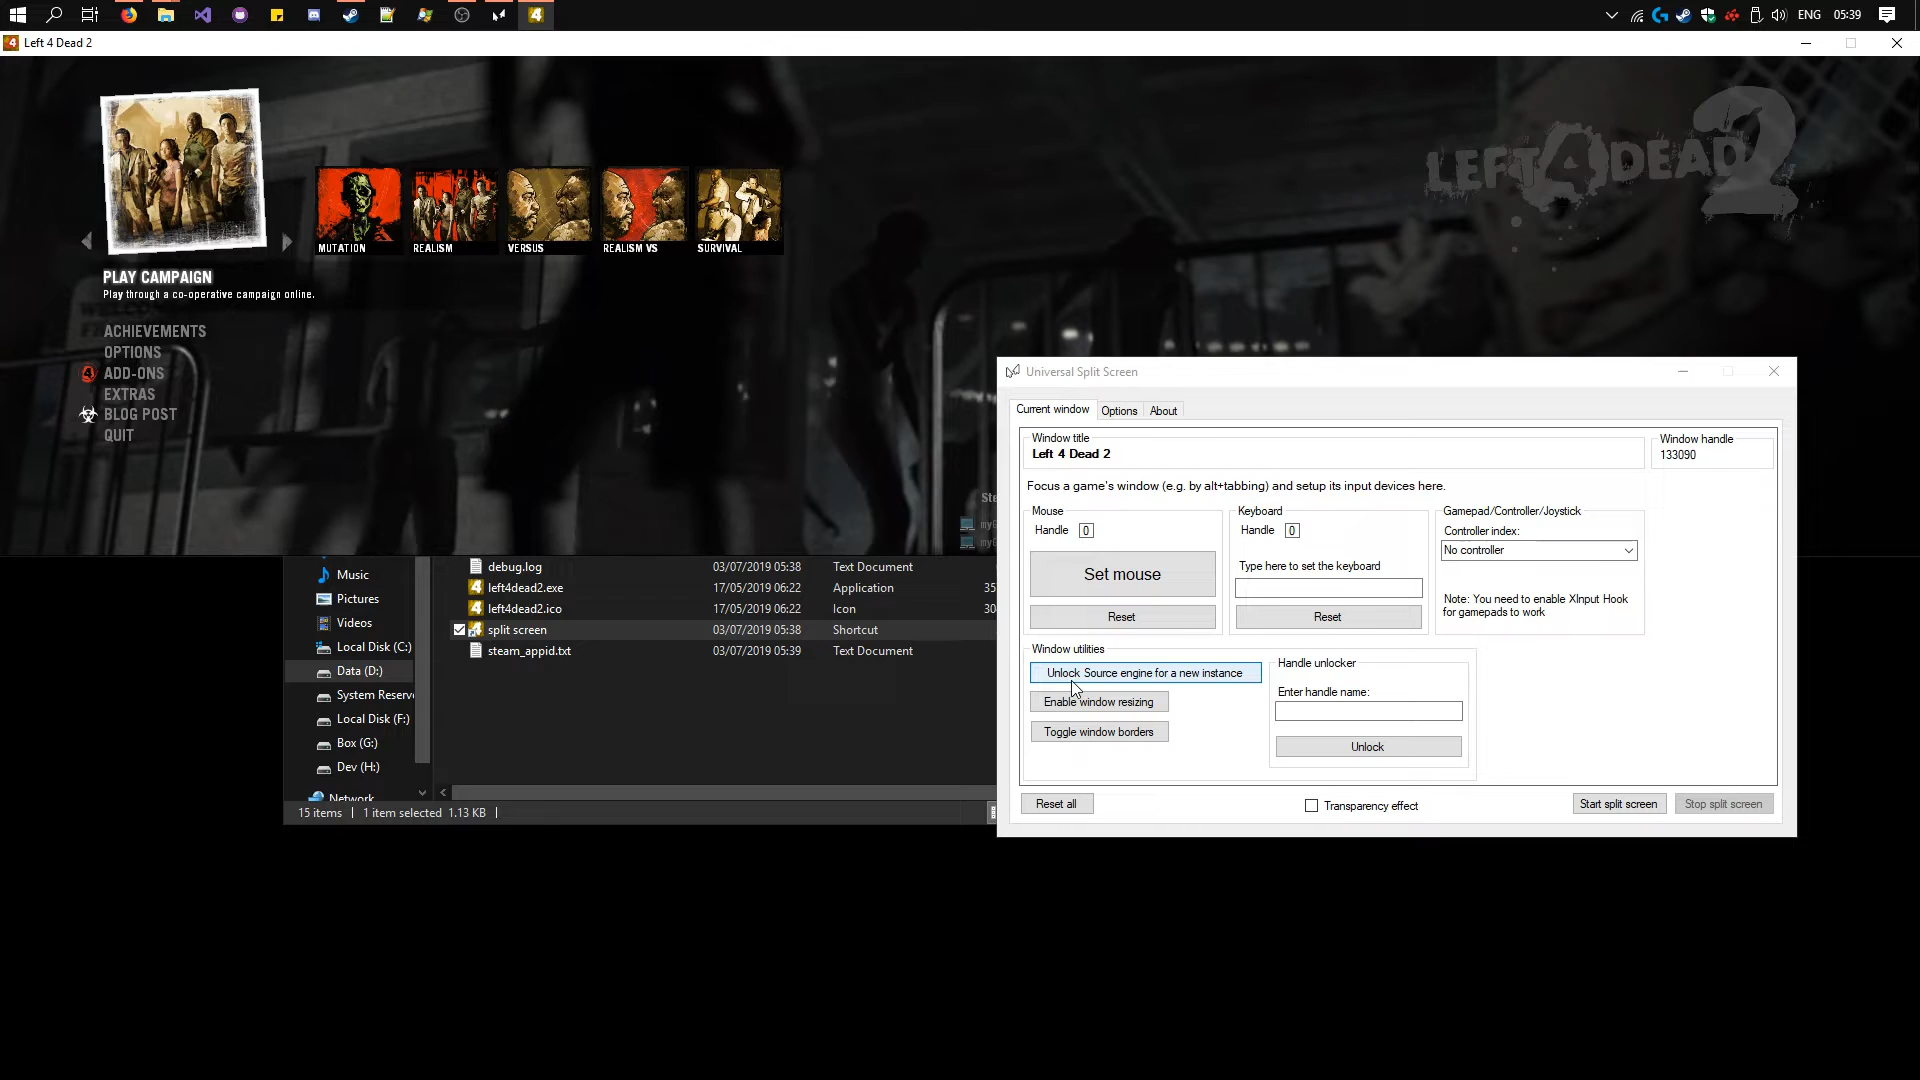 ENG
05:39
Left 4 Dead 2
LEFT 4 DEAD 2
MUTATION
REALISM
VERSUS
REALISM VS
SURVIVAL
PLAY CAMPAIGN
Play through a co-operative campaign online.
ACHIEVEMENTS
OPTIONS
ADD-ONS
EXTRAS
BLOG POST
QUIT
Universal Split Screen
Current window
Options
About
Window title
Left 4 Dead 2
Window handle
133090
Focus a game's window (e.g. by alt+tabbing) and setup its input devices here.
Mouse
Handle 0
Set mouse
Reset
Keyboard
Handle 0
Type here to set the keyboard
Reset
Gamepad/Controller/Joystick
Controller index:
No controller
Note: You need to enable XInput Hook
for gamepads to work
Window utilities
Unlock Source engine for a new instance
Enable window resizing
Toggle window borders
Handle unlocker
Enter handle name:
Unlock
Reset all
Transparency effect
Start split screen
Stop split screen
Music
Pictures
Videos
Local Disk (C:)
Data (D:)
System Reserv
Local Disk (F:)
Box (G:)
Dev (H:)
Network
debug.log 03/07/2019 05:38 Text Document
left4dead2.exe 17/05/2019 06:22 Application 35
left4dead2.ico 17/05/2019 06:22 Icon 30
split screen 03/07/2019 05:38 Shortcut
steam_appid.txt 03/07/2019 05:39 Text Document
15 items
1 item selected 1.13 KB